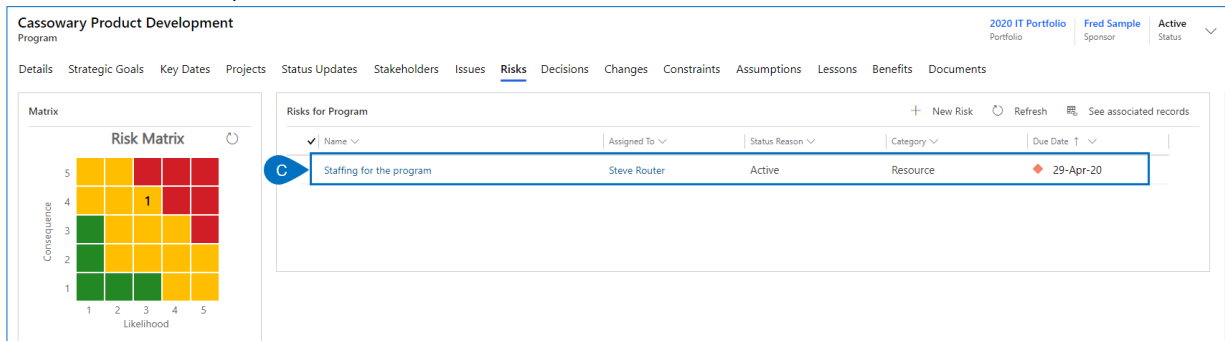 Cassowary Product Development
Program
2020 IT Portfolio
Portfolio
Fred Sample
Sponsor
Active
Status
Details Strategic Goals Key Dates Projects Status Updates Stakeholders Issues Risks Decisions Changes Constraints Assumptions Lessons Benefits Documents
Matrix
Risk Matrix
Consequence
5
4
1
3
2
1
1 2 3 4 5
Likelihood
Risks for Program
+ New Risk Refresh See associated records
Name Assigned To Status Reason Category Due Date ↑
C
Staffing for the program Steve Router Active Resource 29-Apr-20